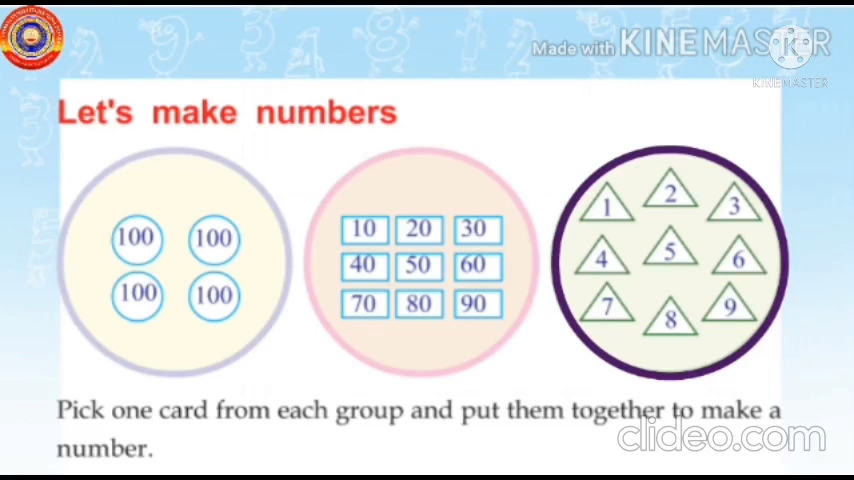 Made with KINEMASTER
KINEMASTER
Let's make numbers
100 100
100 100
10 20 30
40 50 60
70 80 90
1 2 3
4 5 6
7 8 9
Pick one card from each group and put them together to make a
number.
clideo.com